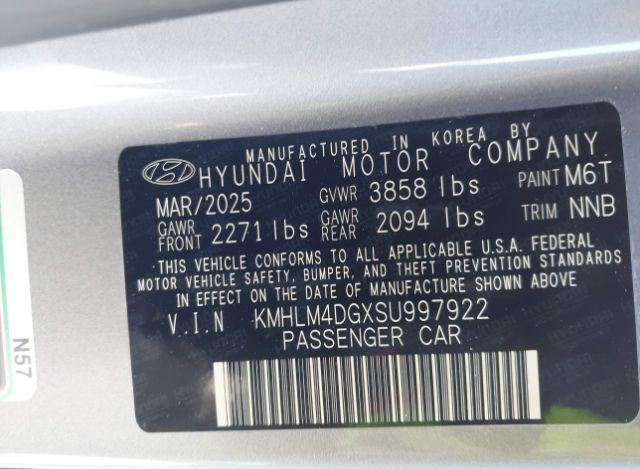 MANUFACTURED IN KOREA BY
HYUNDAI MOTOR COMPANY
MAR/2025 GVWR 3858 lbs PAINT M6T
GAWR FRONT 2271 lbs GAWR REAR 2094 lbs TRIM NNB
THIS VEHICLE CONFORMS TO ALL APPLICABLE U.S.A. FEDERAL
MOTOR VEHICLE SAFETY, BUMPER, AND THEFT PREVENTION STANDARDS
IN EFFECT ON THE DATE OF MANUFACTURE SHOWN ABOVE
V.I.N KMHLM4DGXSU997922
PASSENGER CAR
N57